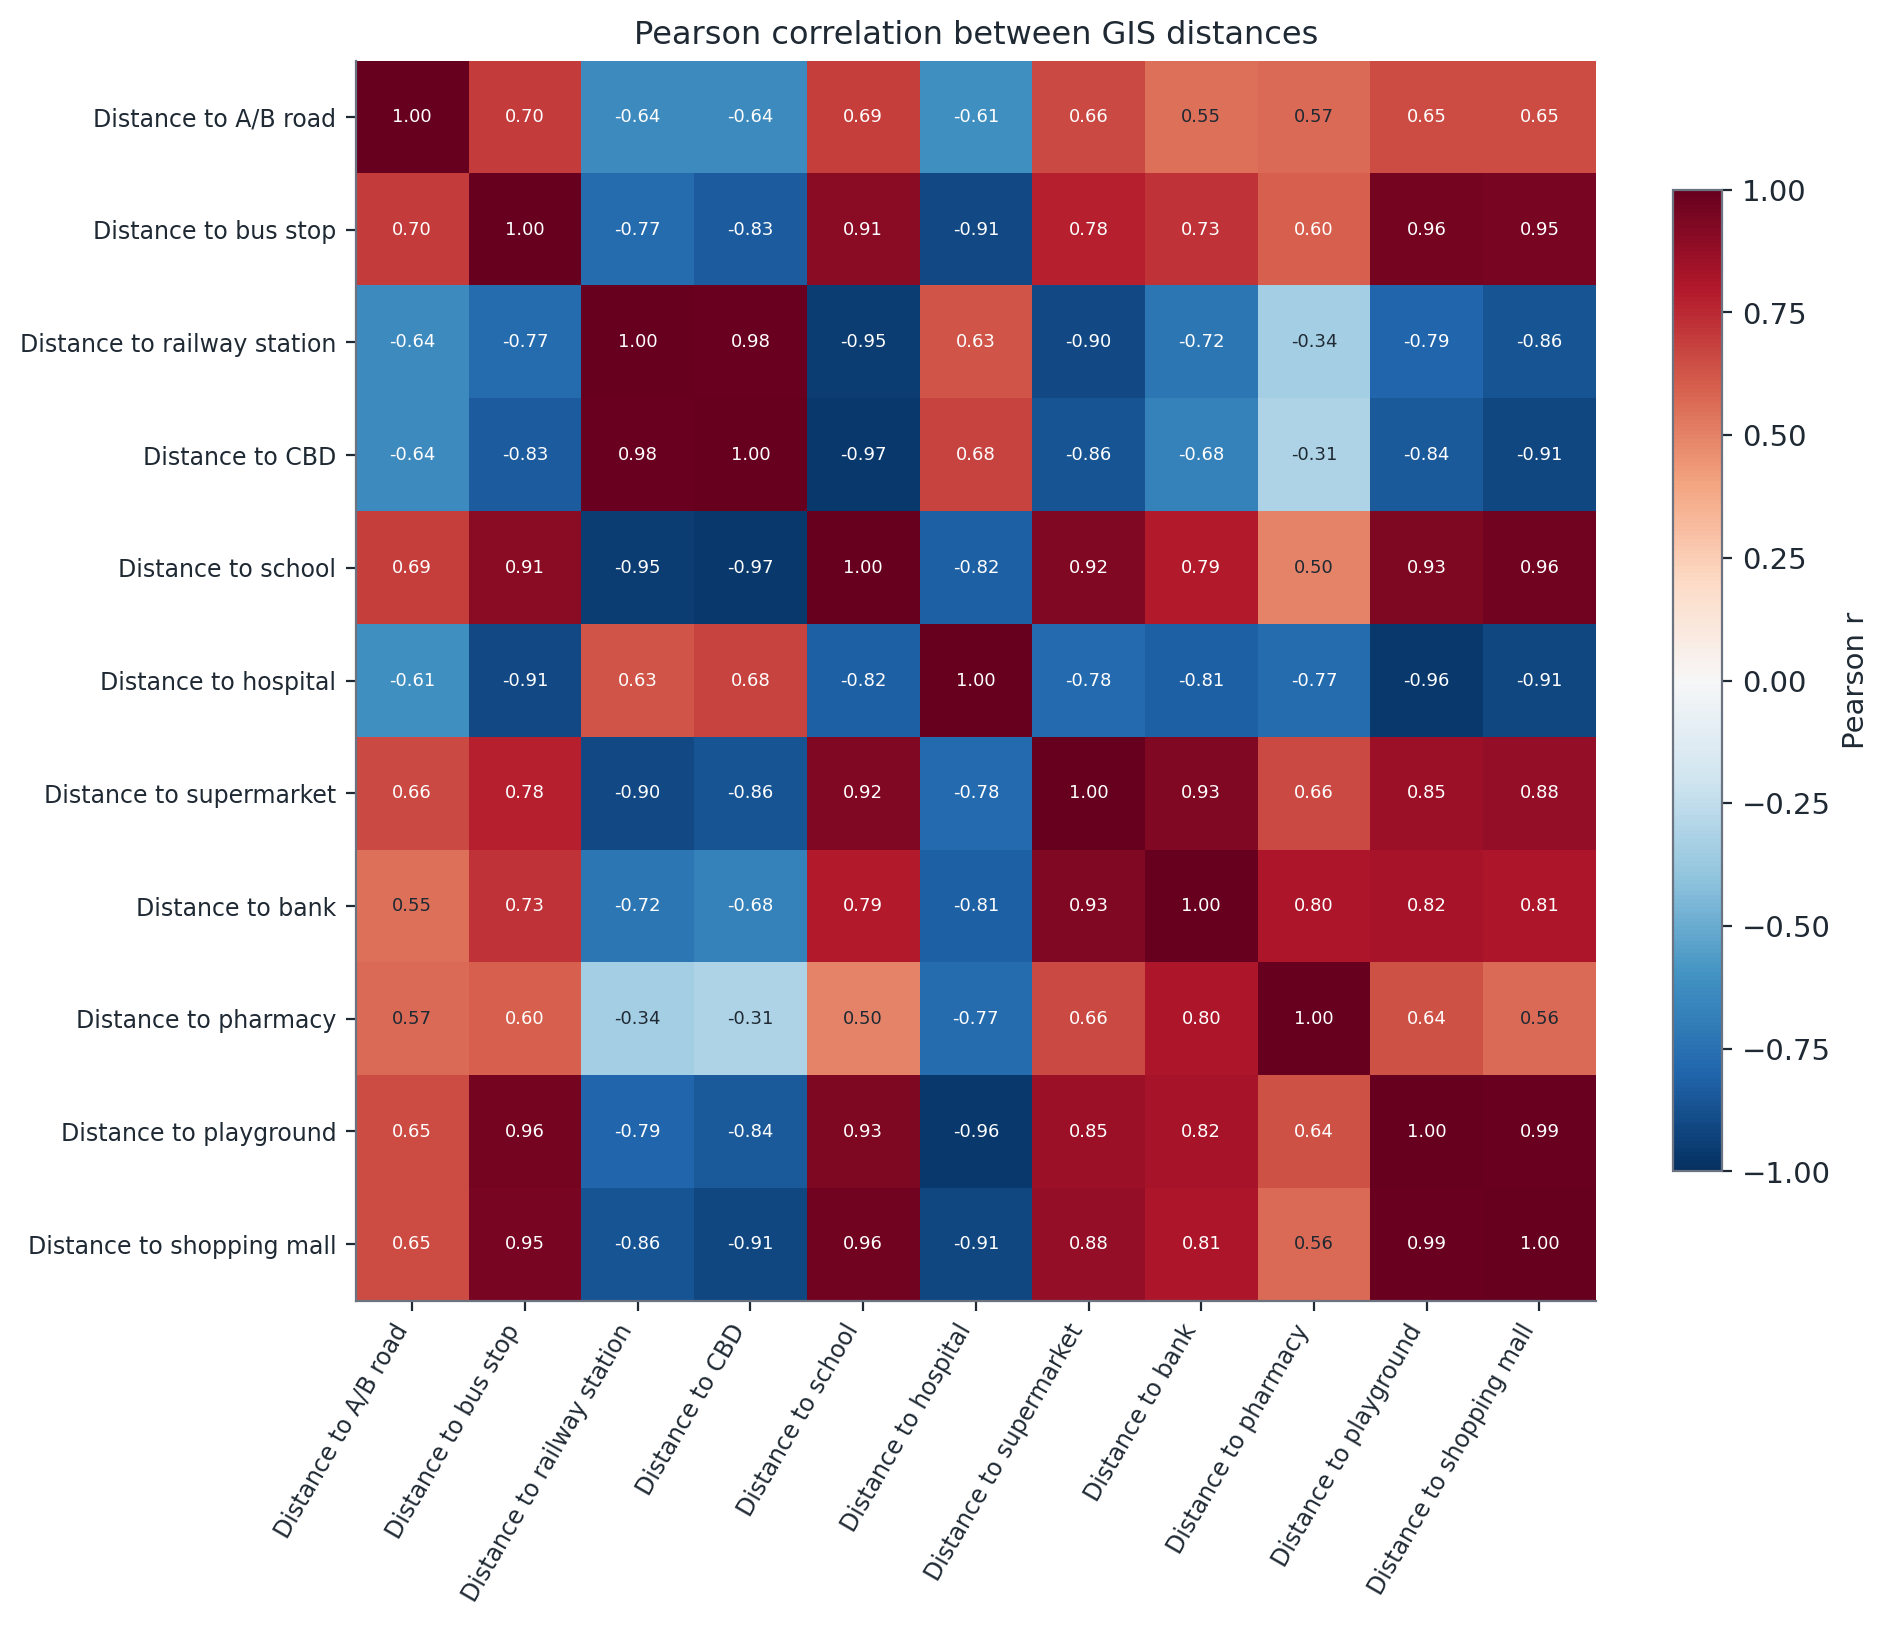 Pearson correlation between GIS distances
Distance to A/B road 1.00 0.70 -0.64 -0.64 0.69 -0.61 0.66 0.55 0.57 0.65 0.65
Distance to bus stop 0.70 1.00 -0.77 -0.83 0.91 -0.91 0.78 0.73 0.60 0.96 0.95
Distance to railway station -0.64 -0.77 1.00 0.98 -0.95 0.63 -0.90 -0.72 -0.34 -0.79 -0.86
Distance to CBD -0.64 -0.83 0.98 1.00 -0.97 0.68 -0.86 -0.68 -0.31 -0.84 -0.91
Distance to school 0.69 0.91 -0.95 -0.97 1.00 -0.82 0.92 0.79 0.50 0.93 0.96
Distance to hospital -0.61 -0.91 0.63 0.68 -0.82 1.00 -0.78 -0.81 -0.77 -0.96 -0.91
Distance to supermarket 0.66 0.78 -0.90 -0.86 0.92 -0.78 1.00 0.93 0.66 0.85 0.88
Distance to bank 0.55 0.73 -0.72 -0.68 0.79 -0.81 0.93 1.00 0.80 0.82 0.81
Distance to pharmacy 0.57 0.60 -0.34 -0.31 0.50 -0.77 0.66 0.80 1.00 0.64 0.56
Distance to playground 0.65 0.96 -0.79 -0.84 0.93 -0.96 0.85 0.82 0.64 1.00 0.99
Distance to shopping mall 0.65 0.95 -0.86 -0.91 0.96 -0.91 0.88 0.81 0.56 0.99 1.00
Distance to A/B road
Distance to bus stop
Distance to railway station
Distance to CBD
Distance to school
Distance to hospital
Distance to supermarket
Distance to bank
Distance to pharmacy
Distance to playground
Distance to shopping mall
1.00
0.75
0.50
0.25
0.00
−0.25
−0.50
−0.75
−1.00
Pearson r